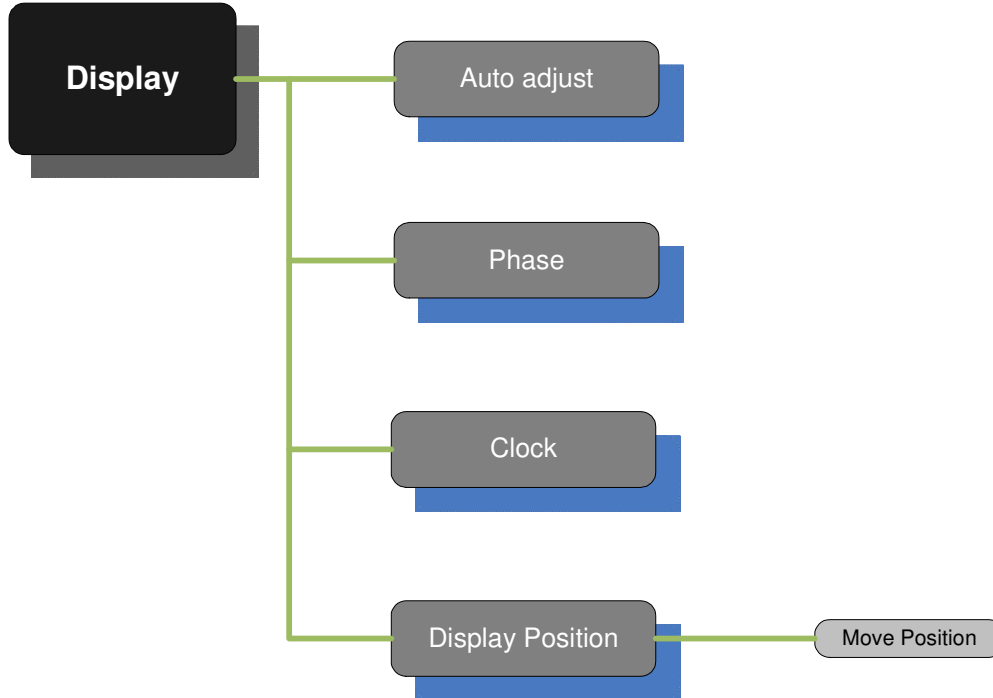 Display
Auto adjust
Phase
Clock
Display Position
Move Position